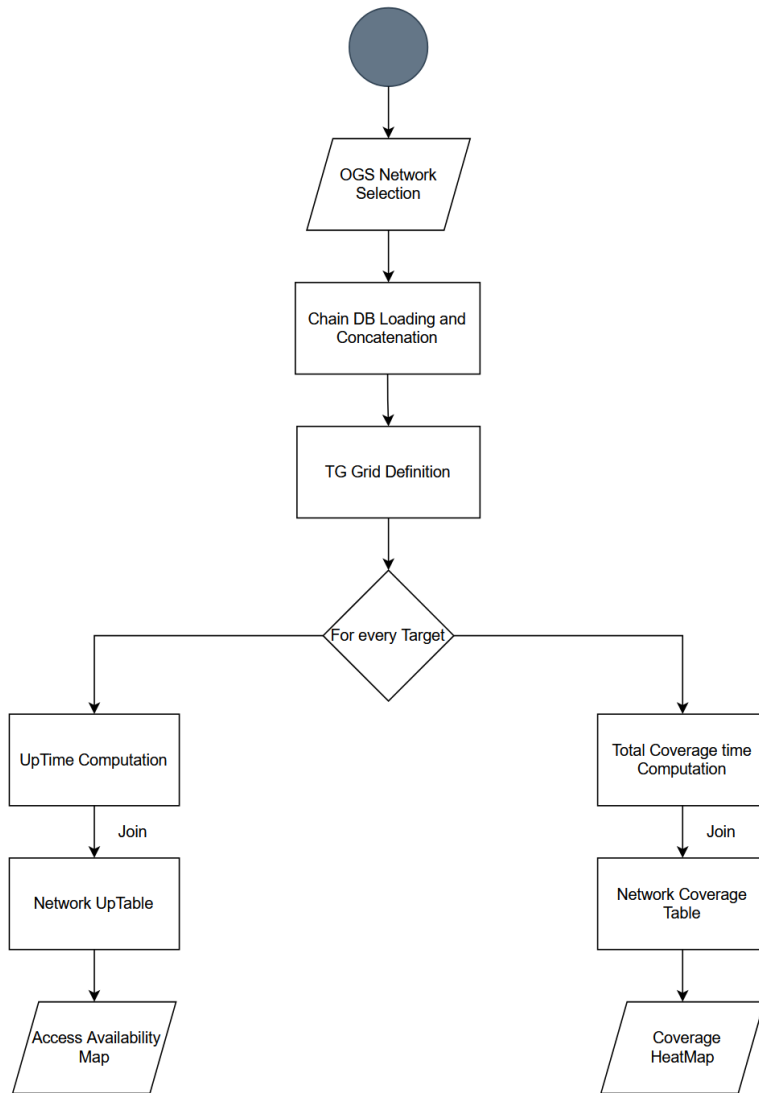 OGS Network
Selection
Chain DB Loading and
Concatenation
TG Grid Definition
For every Target
UpTime Computation
Total Coverage time
Computation
Join
Join
Network UpTable
Network Coverage
Table
Access Availability
Map
Coverage
HeatMap